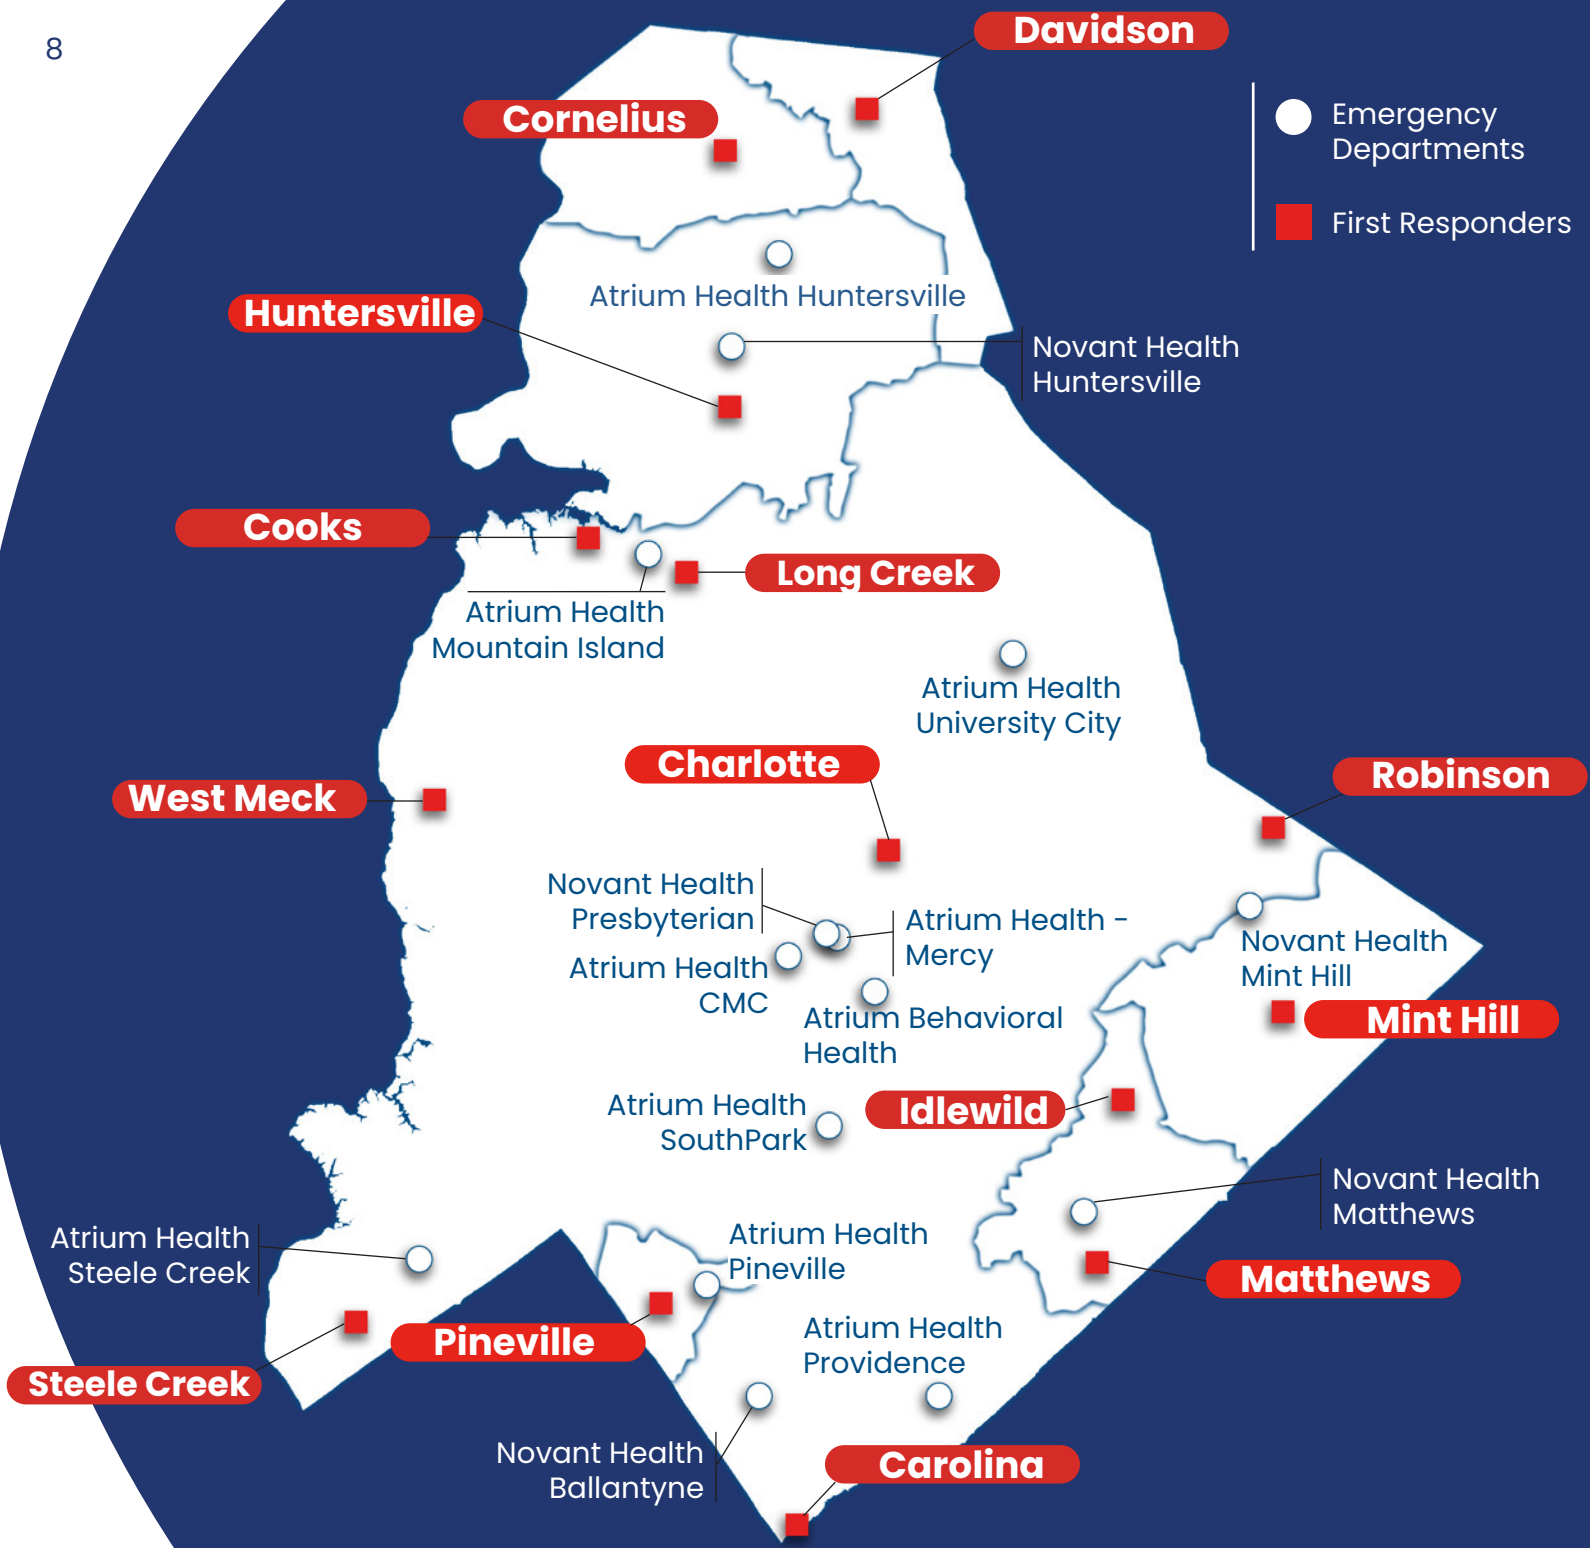 8
Davidson
Cornelius
Emergency
Departments
First Responders
Atrium Health Huntersville
Huntersville
Novant Health
Huntersville
Cooks
Long Creek
Atrium Health
Mountain Island
Atrium Health
University City
Charlotte
Robinson
West Meck
Novant Health
Presbyterian
Atrium Health -
Mercy
Novant Health
Mint Hill
Atrium Health
CMC
Atrium Behavioral
Health
Mint Hill
Atrium Health
SouthPark
Idlewild
Novant Health
Matthews
Atrium Health
Steele Creek
Atrium Health
Pineville
Matthews
Pineville
Atrium Health
Providence
Steele Creek
Novant Health
Ballantyne
Carolina